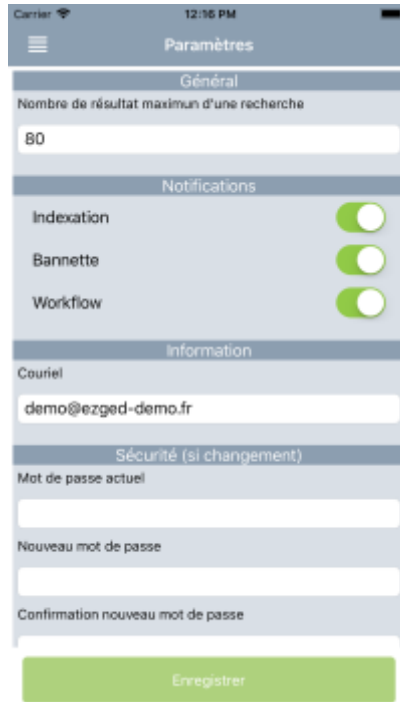 Carrier 12:16 PM
Paramètres
Général
Nombre de résultat maximun d'une recherche
80
Notifications
Indexation
Bannette
Workflow
Information
Couriel
demo@ezged-demo.fr
Sécurité (si changement)
Mot de passe actuel
Nouveau mot de passe
Confirmation nouveau mot de passe
Enregistrer